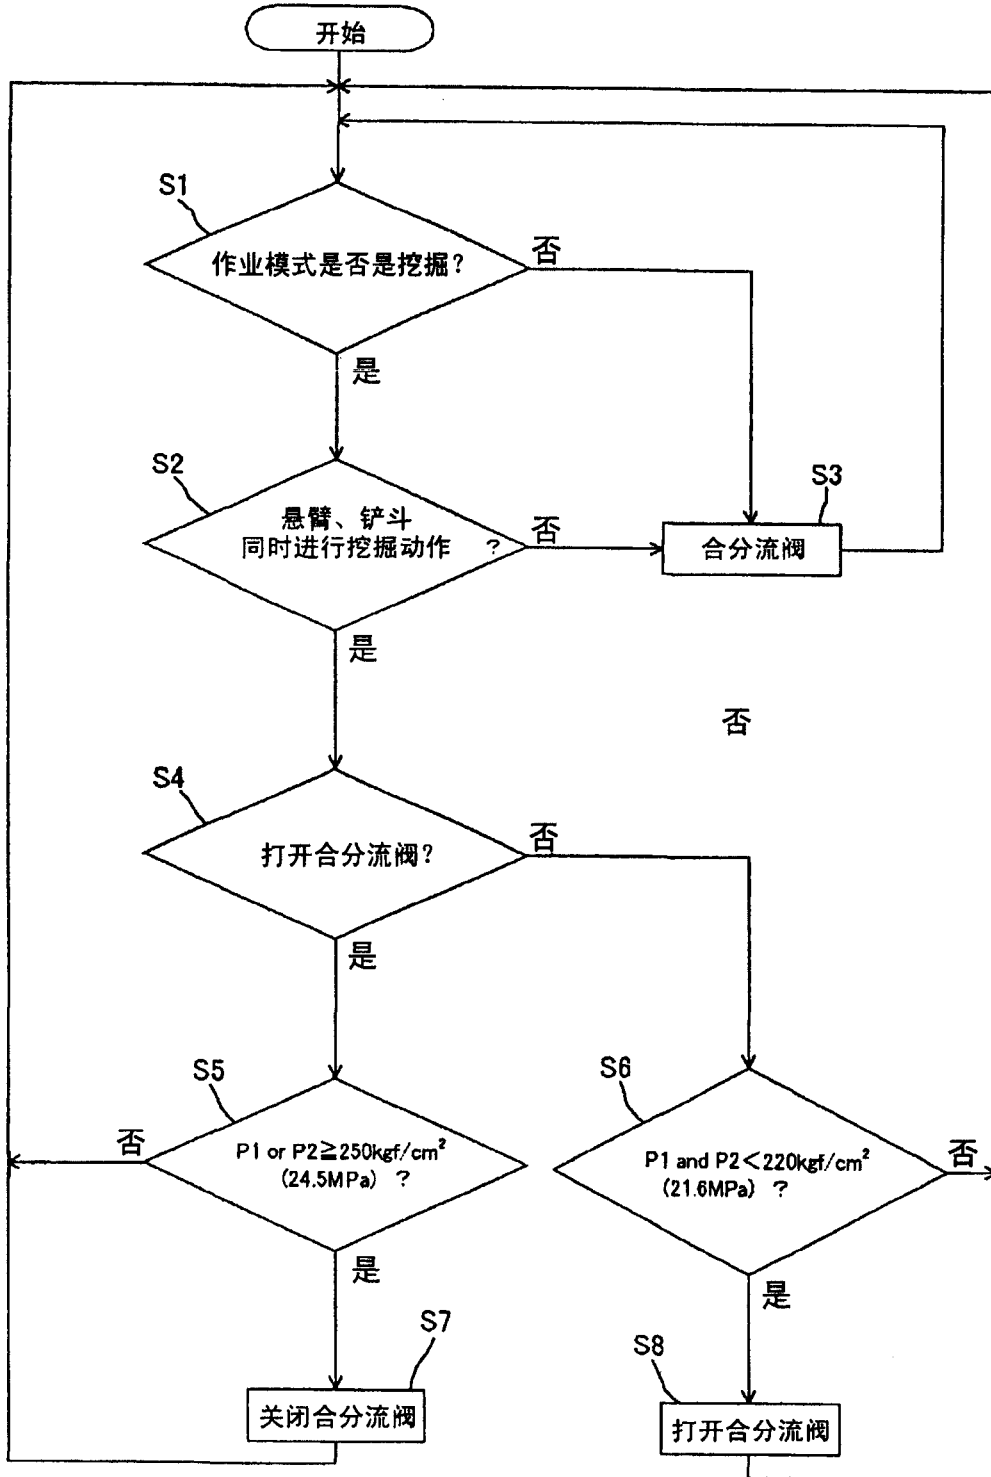 开始
S1
作业模式是否是挖掘？
否
是
S2
悬臂、铲斗
同时进行挖掘动作 ？
否
S3
合分流阀
是
否
S4
打开合分流阀？
否
是
S5
P1 or P2≧250kgf/cm²
(24.5MPa) ？
否
是
S6
P1 and P2＜220kgf/cm²
(21.6MPa) ？
否
是
S7
关闭合分流阀
S8
打开合分流阀